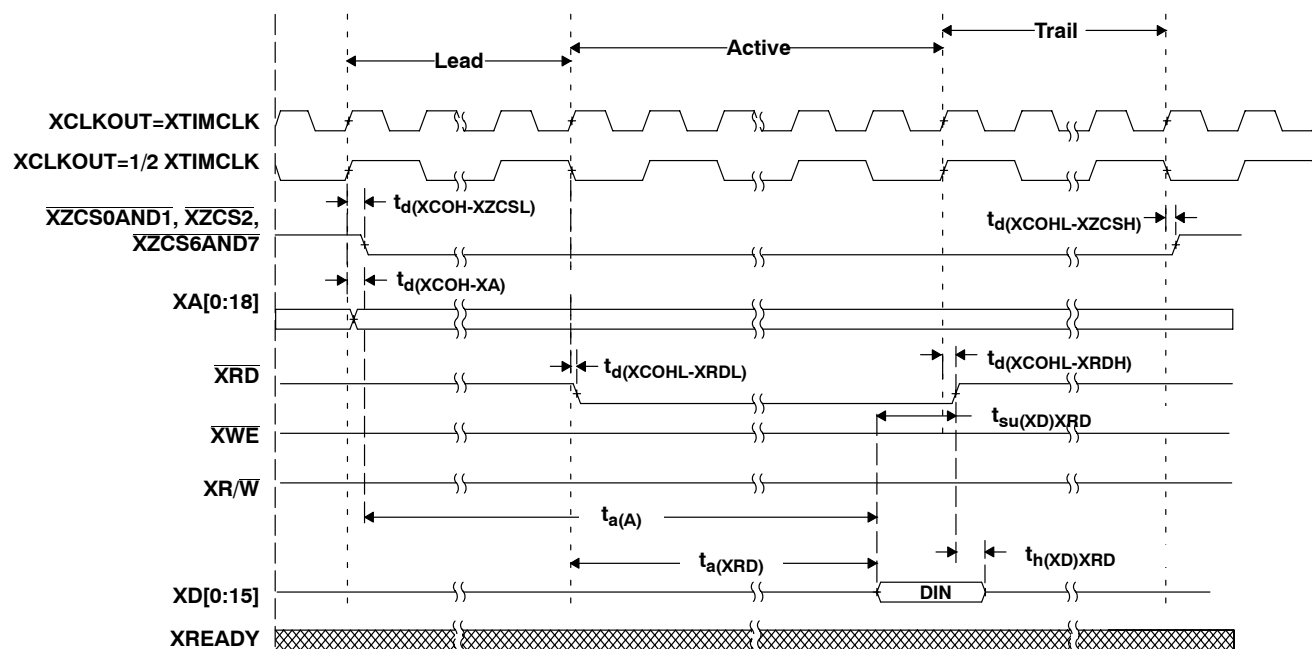 Trail
Active
Lead
XCLKOUT=XTIMCLK
XCLKOUT=1/2 XTIMCLK
td(XCOH-XZCSL)
XZCS0AND1, XZCS2,
XZCS6AND7
td(XCOHL-XZCSH)
td(XCOH-XA)
XA[0:18]
XRD
td(XCOHL-XRDL)
td(XCOHL-XRDH)
tsu(XD)XRD
XWE
XR/W
ta(A)
ta(XRD)
th(XD)XRD
XD[0:15]
DIN
XREADY